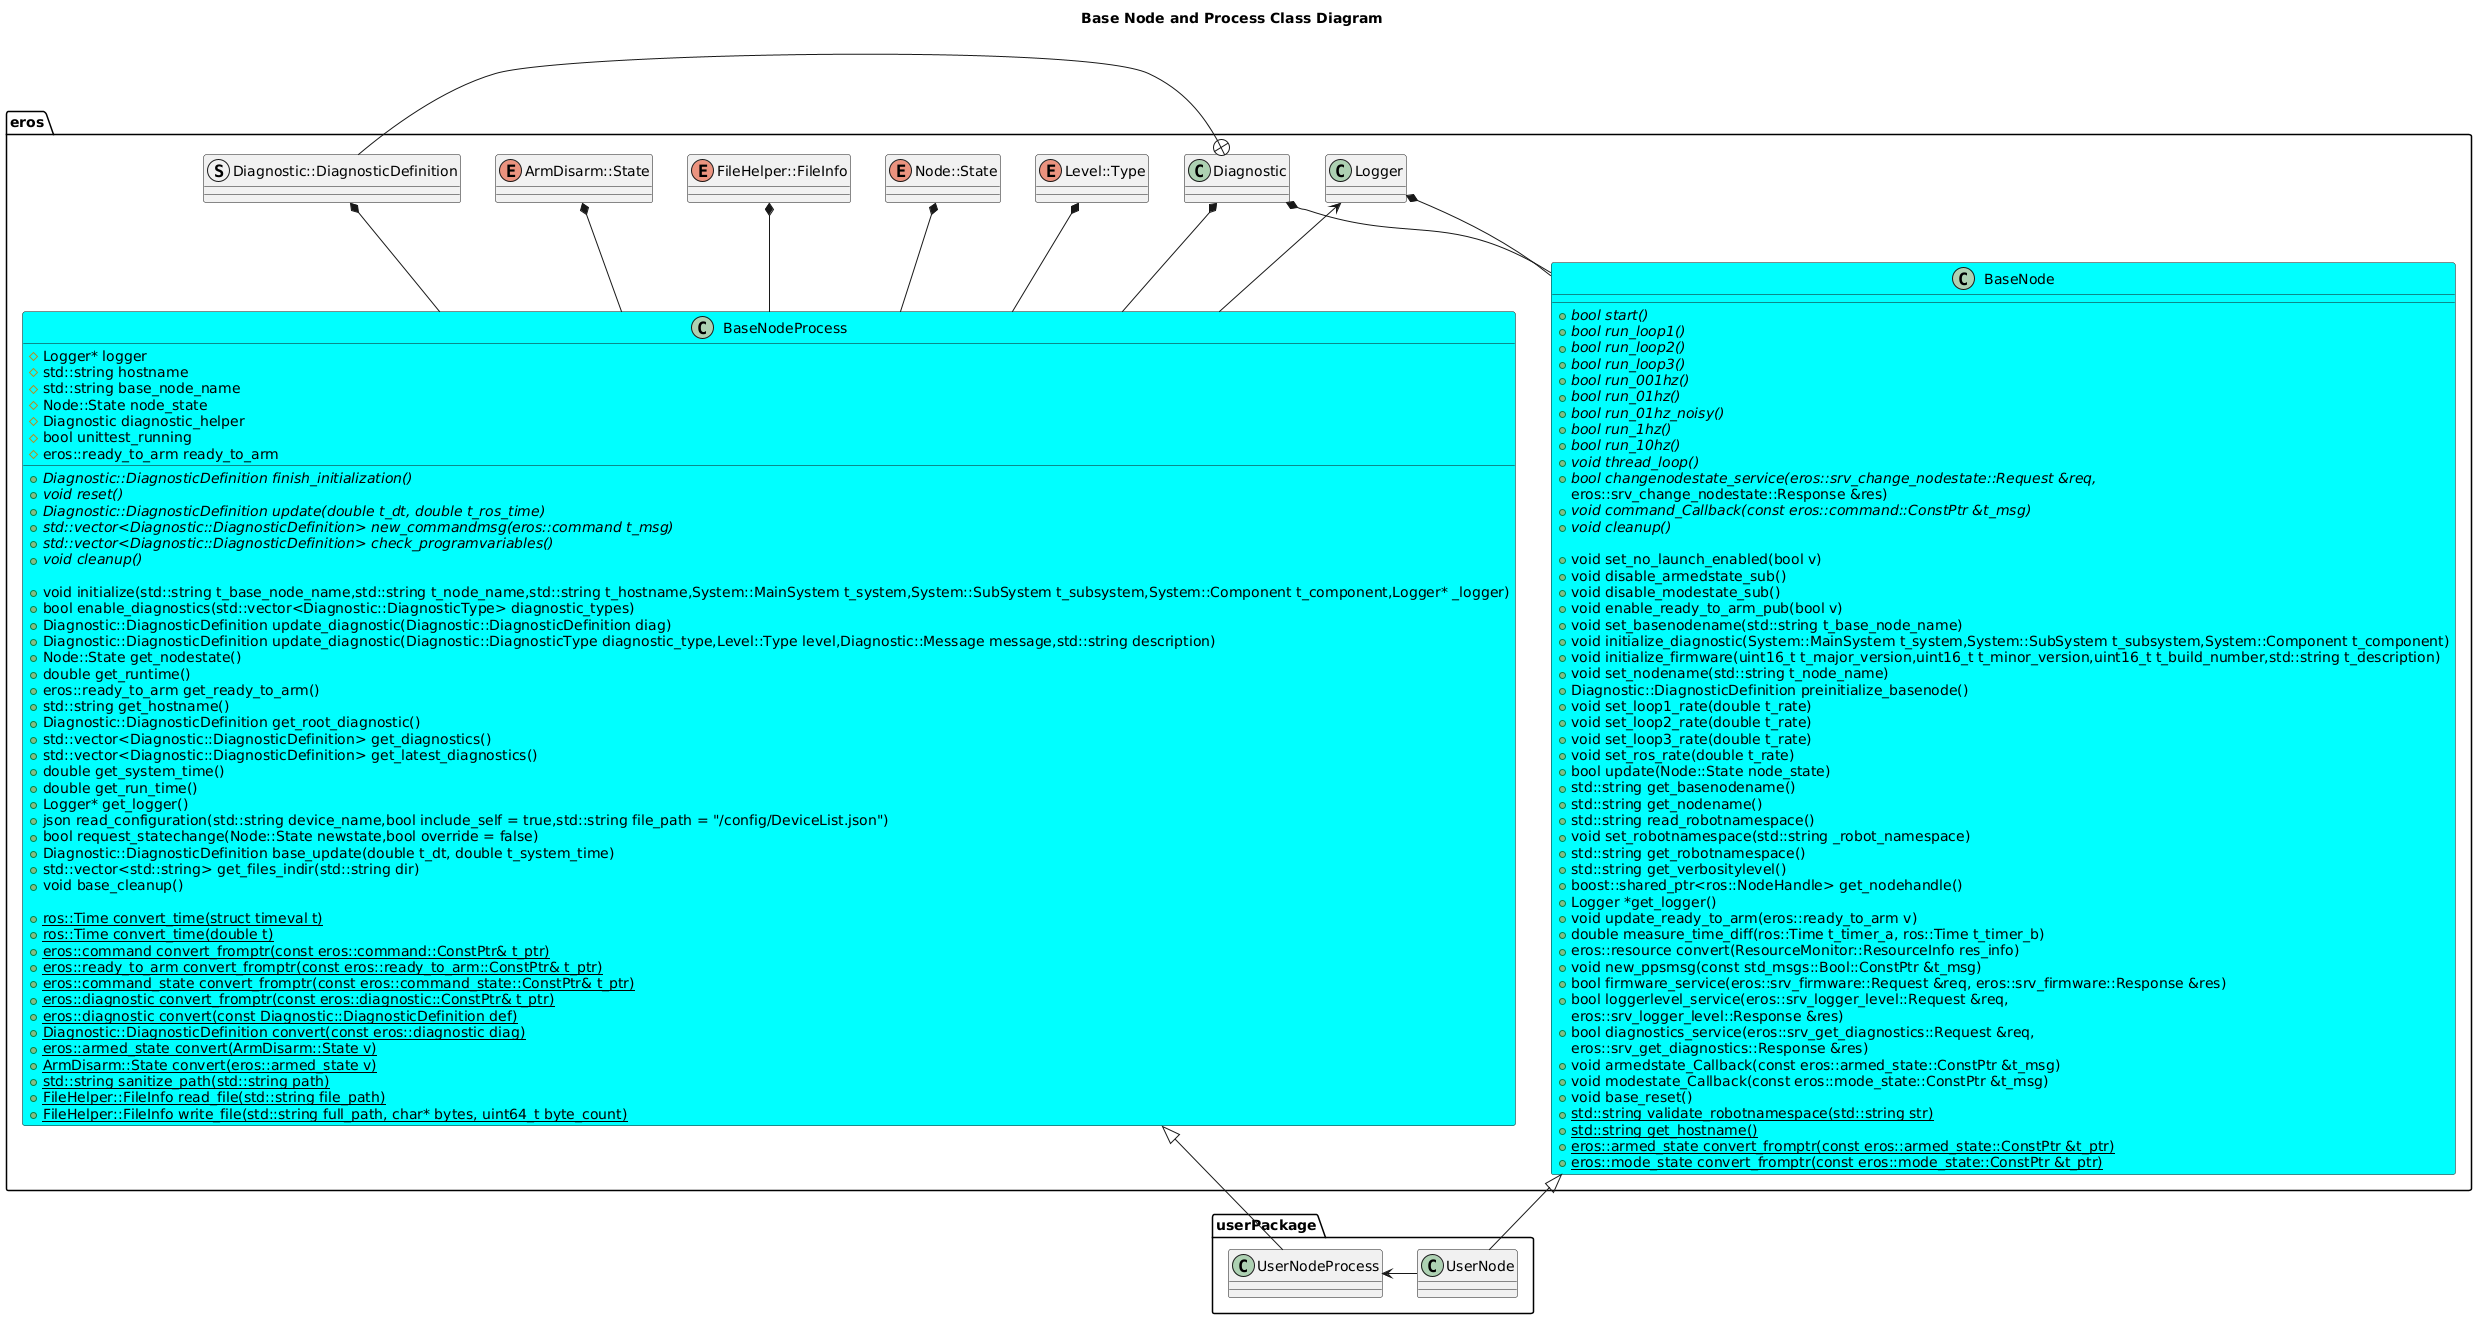 Base Node and Process Class Diagram
eros
S Diagnostic::DiagnosticDefinition
E ArmDisarm::State
E FileHelper::FileInfo
E Node::State
E Level::Type
C Diagnostic
C Logger
C BaseNodeProcess
Logger* logger
std::string hostname
std::string base_node_name
Node::State node_state
Diagnostic diagnostic_helper
bool unittest_running
eros::ready_to_arm ready_to_arm
Diagnostic::DiagnosticDefinition finish_initialization()
void reset()
Diagnostic::DiagnosticDefinition update(double t_dt, double t_ros_time)
std::vector<Diagnostic::DiagnosticDefinition> new_commandmsg(eros::command t_msg)
std::vector<Diagnostic::DiagnosticDefinition> check_programvariables()
void cleanup()
void initialize(std::string t_base_node_name,std::string t_node_name,std::string t_hostname,System::MainSystem t_system,System::SubSystem t_subsystem,System::Component t_component,Logger* _logger)
bool enable_diagnostics(std::vector<Diagnostic::DiagnosticType> diagnostic_types)
Diagnostic::DiagnosticDefinition update_diagnostic(Diagnostic::DiagnosticDefinition diag)
Diagnostic::DiagnosticDefinition update_diagnostic(Diagnostic::DiagnosticType diagnostic_type,Level::Type level,Diagnostic::Message message,std::string description)
Node::State get_nodestate()
double get_runtime()
eros::ready_to_arm get_ready_to_arm()
std::string get_hostname()
Diagnostic::DiagnosticDefinition get_root_diagnostic()
std::vector<Diagnostic::DiagnosticDefinition> get_diagnostics()
std::vector<Diagnostic::DiagnosticDefinition> get_latest_diagnostics()
double get_system_time()
double get_run_time()
Logger* get_logger()
json read_configuration(std::string device_name,bool include_self = true,std::string file_path = "/config/DeviceList.json")
bool request_statechange(Node::State newstate,bool override = false)
Diagnostic::DiagnosticDefinition base_update(double t_dt, double t_system_time)
std::vector<std::string> get_files_indir(std::string dir)
void base_cleanup()
ros::Time convert_time(struct timeval t)
ros::Time convert_time(double t)
eros::command convert_fromptr(const eros::command::ConstPtr& t_ptr)
eros::ready_to_arm convert_fromptr(const eros::ready_to_arm::ConstPtr& t_ptr)
eros::command_state convert_fromptr(const eros::command_state::ConstPtr& t_ptr)
eros::diagnostic convert_fromptr(const eros::diagnostic::ConstPtr& t_ptr)
eros::diagnostic convert(const Diagnostic::DiagnosticDefinition def)
Diagnostic::DiagnosticDefinition convert(const eros::diagnostic diag)
eros::armed_state convert(ArmDisarm::State v)
ArmDisarm::State convert(eros::armed_state v)
std::string sanitize_path(std::string path)
FileHelper::FileInfo read_file(std::string file_path)
FileHelper::FileInfo write_file(std::string full_path, char* bytes, uint64_t byte_count)
C BaseNode
bool start()
bool run_loop1()
bool run_loop2()
bool run_loop3()
bool run_001hz()
bool run_01hz()
bool run_01hz_noisy()
bool run_1hz()
bool run_10hz()
void thread_loop()
bool changenodestate_service(eros::srv_change_nodestate::Request &req,
eros::srv_change_nodestate::Response &res)
void command_Callback(const eros::command::ConstPtr &t_msg)
void cleanup()
void set_no_launch_enabled(bool v)
void disable_armedstate_sub()
void disable_modestate_sub()
void enable_ready_to_arm_pub(bool v)
void set_basenodename(std::string t_base_node_name)
void initialize_diagnostic(System::MainSystem t_system,System::SubSystem t_subsystem,System::Component t_component)
void initialize_firmware(uint16_t t_major_version,uint16_t t_minor_version,uint16_t t_build_number,std::string t_description)
void set_nodename(std::string t_node_name)
Diagnostic::DiagnosticDefinition preinitialize_basenode()
void set_loop1_rate(double t_rate)
void set_loop2_rate(double t_rate)
void set_loop3_rate(double t_rate)
void set_ros_rate(double t_rate)
bool update(Node::State node_state)
std::string get_basenodename()
std::string get_nodename()
std::string read_robotnamespace()
void set_robotnamespace(std::string _robot_namespace)
std::string get_robotnamespace()
std::string get_verbositylevel()
boost::shared_ptr<ros::NodeHandle> get_nodehandle()
Logger *get_logger()
void update_ready_to_arm(eros::ready_to_arm v)
double measure_time_diff(ros::Time t_timer_a, ros::Time t_timer_b)
eros::resource convert(ResourceMonitor::ResourceInfo res_info)
void new_ppsmsg(const std_msgs::Bool::ConstPtr &t_msg)
bool firmware_service(eros::srv_firmware::Request &req, eros::srv_firmware::Response &res)
bool loggerlevel_service(eros::srv_logger_level::Request &req,
eros::srv_logger_level::Response &res)
bool diagnostics_service(eros::srv_get_diagnostics::Request &req,
eros::srv_get_diagnostics::Response &res)
void armedstate_Callback(const eros::armed_state::ConstPtr &t_msg)
void modestate_Callback(const eros::mode_state::ConstPtr &t_msg)
void base_reset()
std::string validate_robotnamespace(std::string str)
std::string get_hostname()
eros::armed_state convert_fromptr(const eros::armed_state::ConstPtr &t_ptr)
eros::mode_state convert_fromptr(const eros::mode_state::ConstPtr &t_ptr)
userPackage
C UserNodeProcess
C UserNode